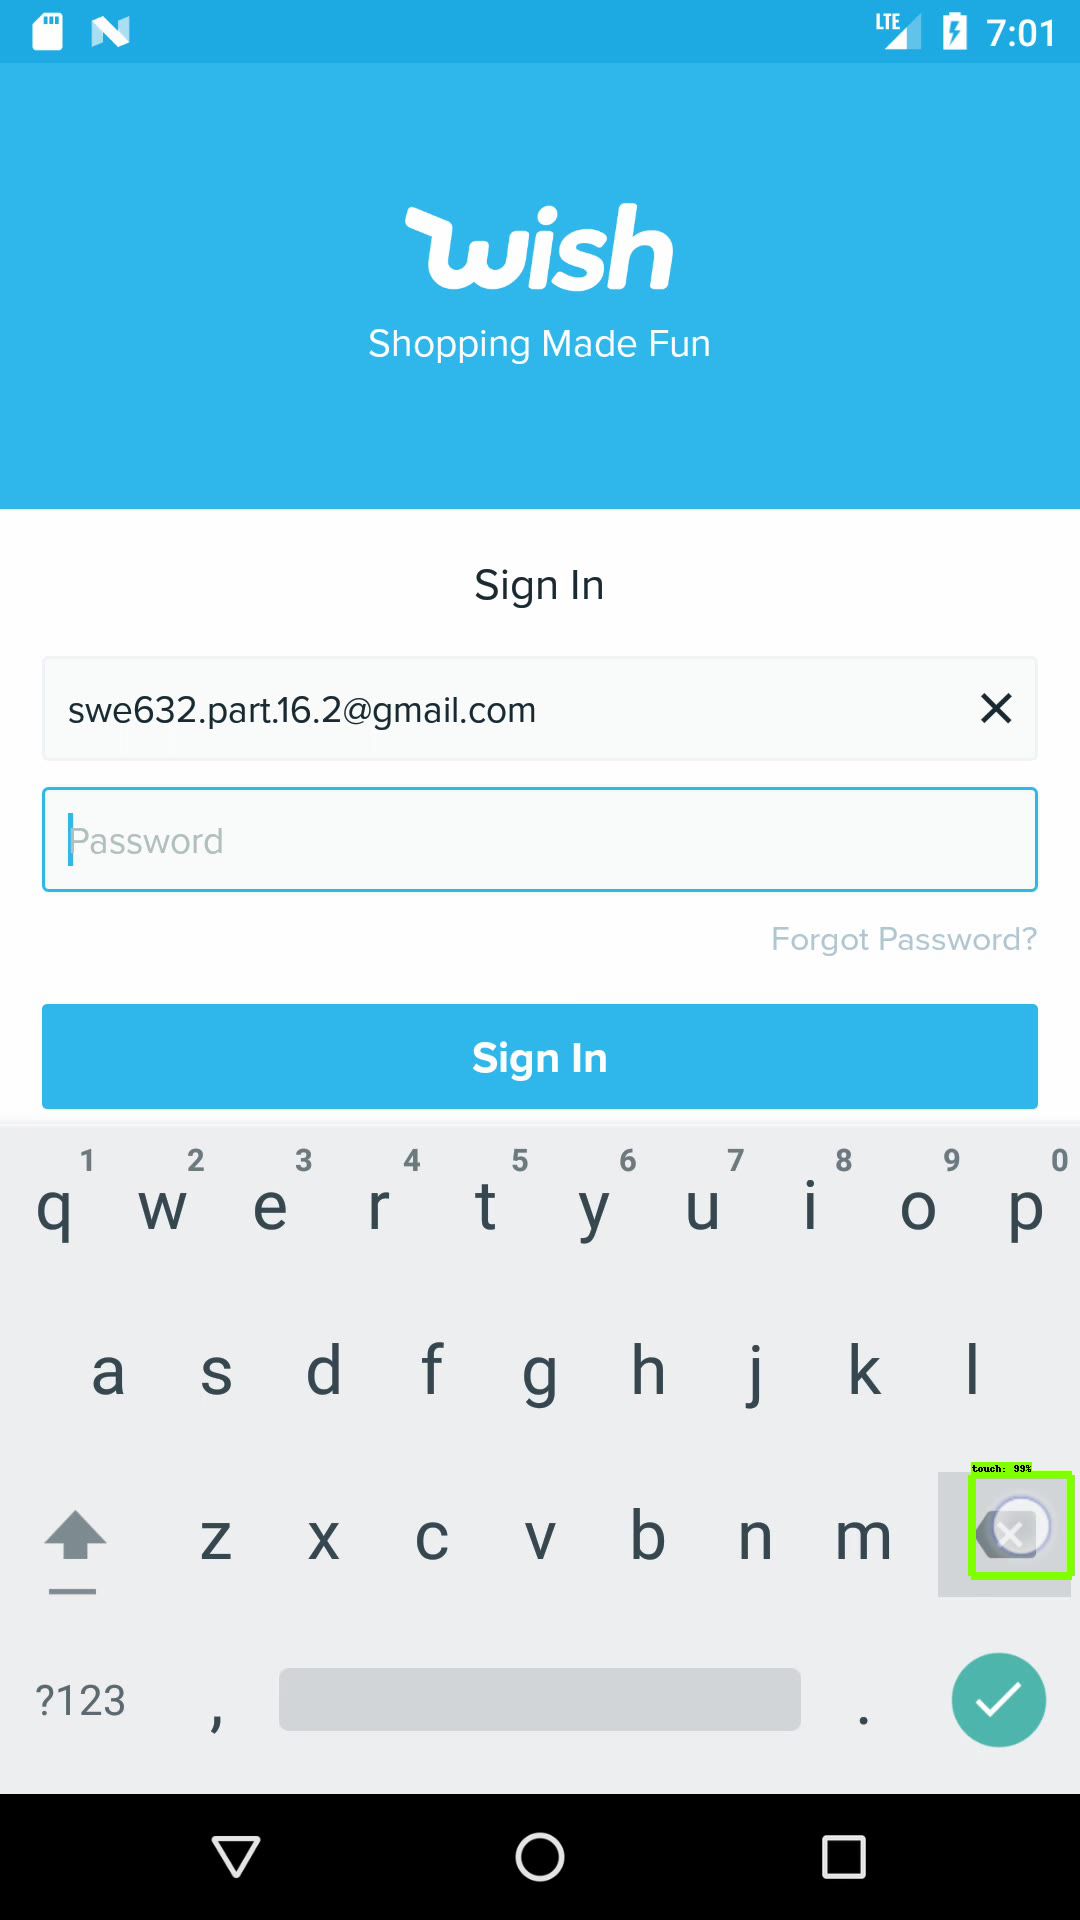 LTE 7:01
wish
Shopping Made Fun
Sign In
swe632.part.16.2@gmail.com
Password
Forgot Password?
Sign In
1 2 3 4 5 6 7 8 9 0
q w e r t y u i o p
a s d f g h j k l
touch: 99%
z x c v b n m
?123 , .